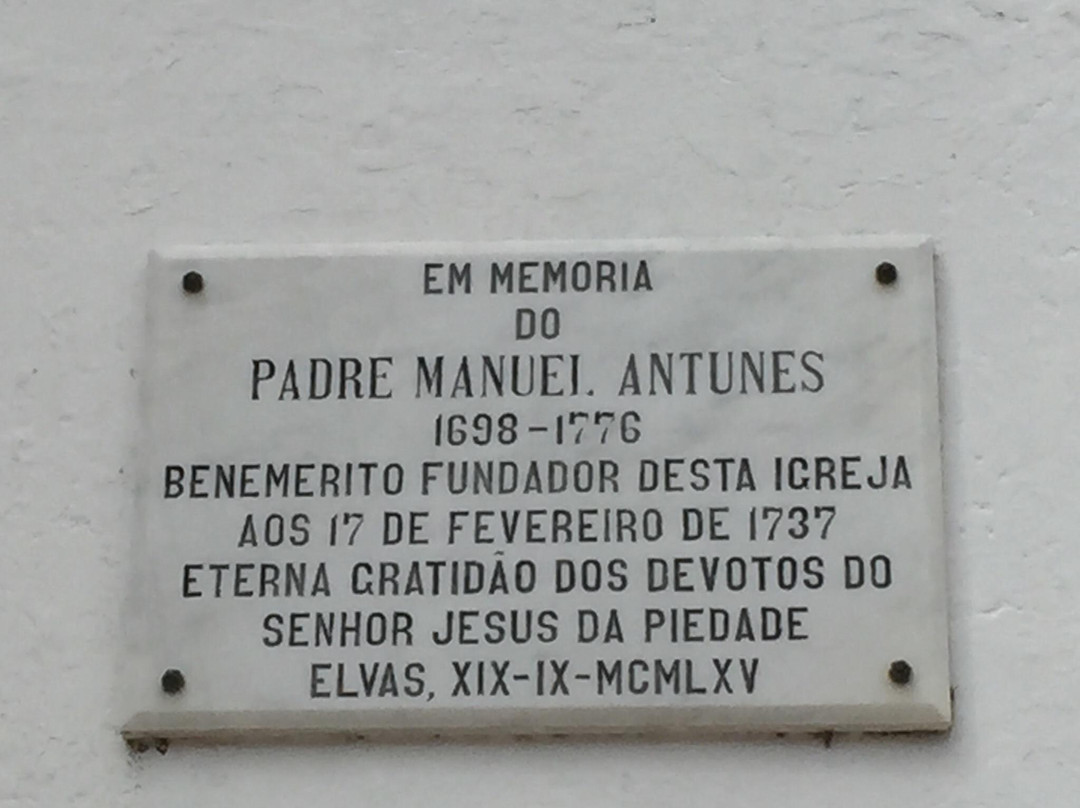 EM MEMORIA
DO
PADRE MANUEL ANTUNES
1698-1776
BENEMERITO FUNDADOR DESTA IGREJA
AOS 17 DE FEVEREIRO DE 1737
ETERNA GRATIDÃO DOS DEVOTOS DO
SENHOR JESUS DA PIEDADE
ELVAS, XIX-IX-MCMLXV